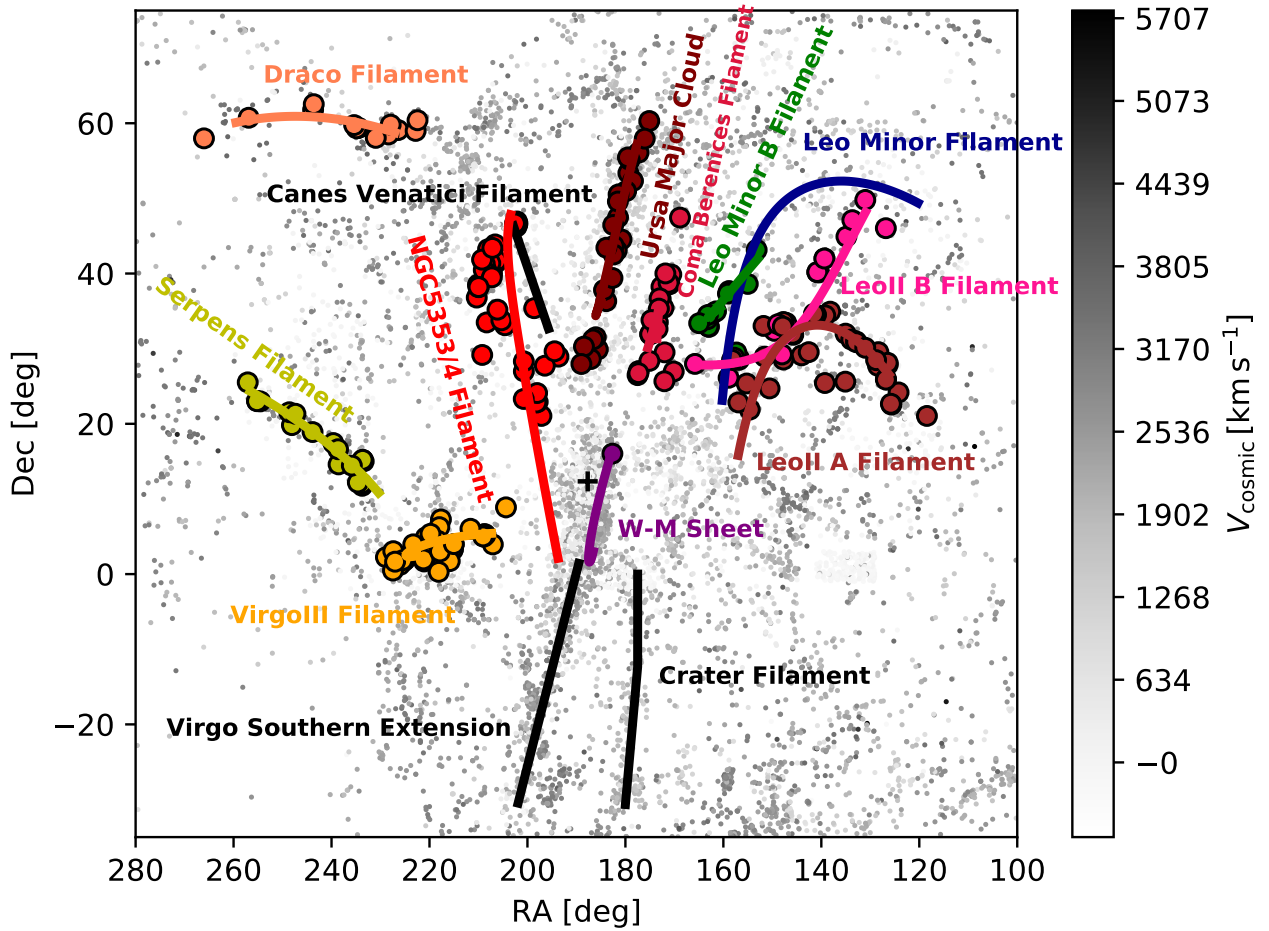 Draco Filament
Canes Venatici Filament
Ursa Major Cloud
Coma Berenices Filament
Leo Minor B Filament
Leo Minor Filament
LeoII B Filament
LeoII A Filament
NGC5353/4 Filament
Serpens Filament
W-M Sheet
VirgoIII Filament
Crater Filament
Virgo Southern Extension
Dec [deg]
60
40
20
0
−20
280 260 240 220 200 180 160 140 120 100
RA [deg]
5707
5073
4439
3805
3170
2536
1902
1268
634
−0
Vcosmic [km s−1]